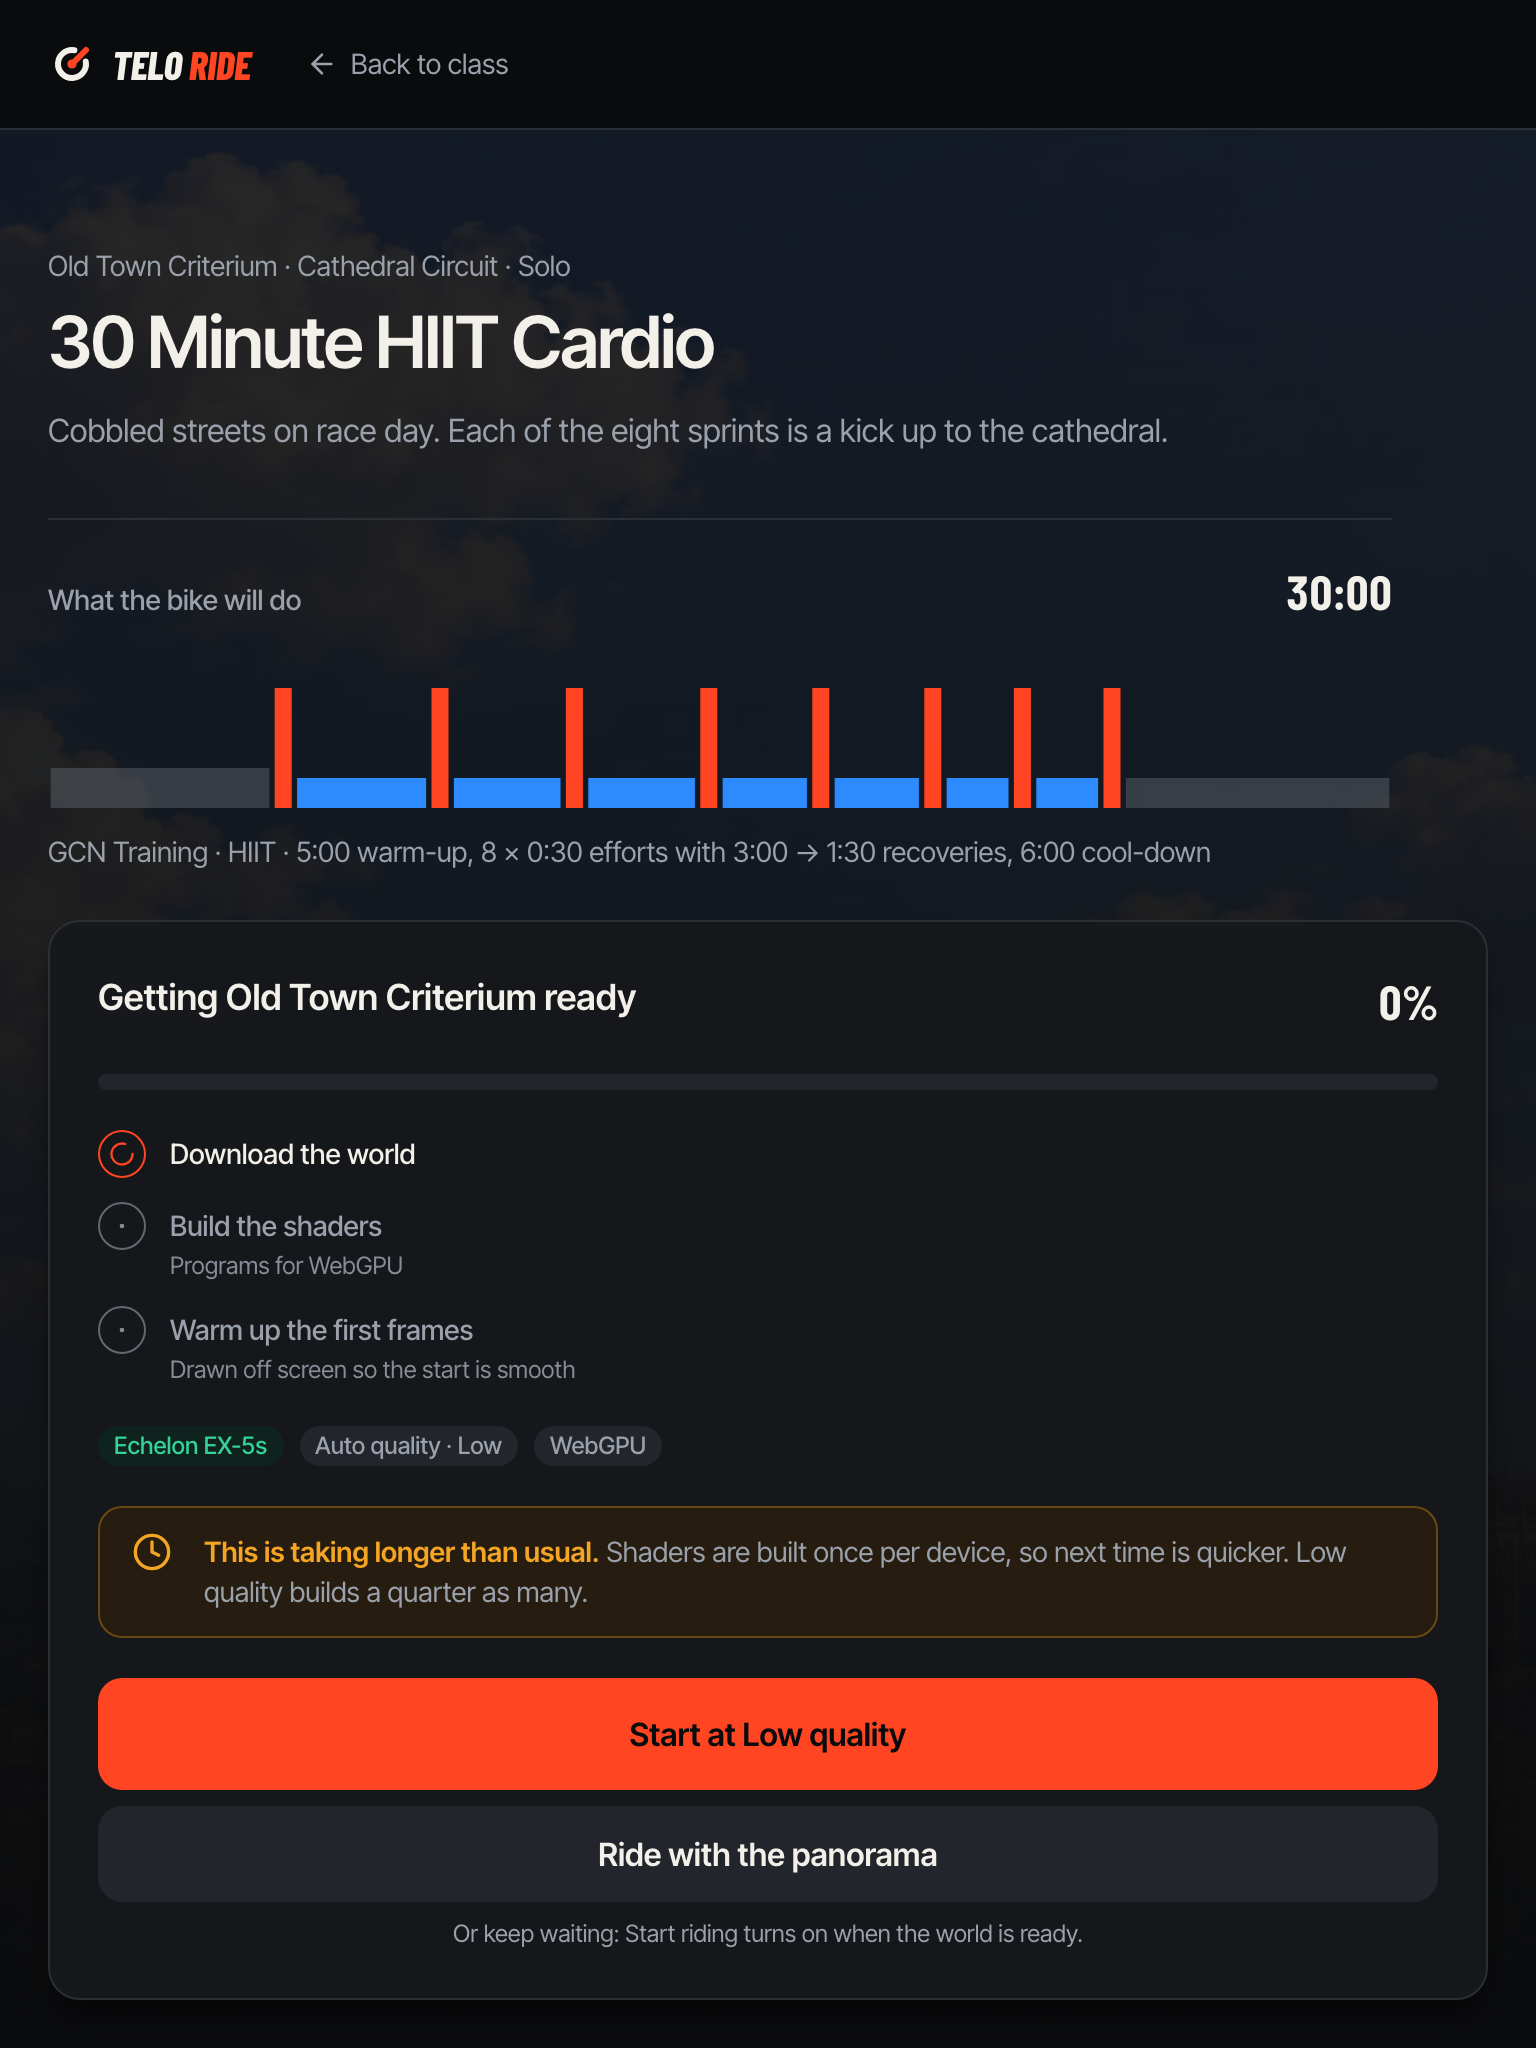 TELO RIDE
← Back to class
Old Town Criterium · Cathedral Circuit · Solo
30 Minute HIIT Cardio
Cobbled streets on race day. Each of the eight sprints is a kick up to the cathedral.
What the bike will do
30:00
GCN Training · HIIT · 5:00 warm-up, 8 × 0:30 efforts with 3:00 → 1:30 recoveries, 6:00 cool-down
Getting Old Town Criterium ready
0%
Download the world
Build the shaders
Programs for WebGPU
Warm up the first frames
Drawn off screen so the start is smooth
Echelon EX-5s
Auto quality · Low
WebGPU
This is taking longer than usual. Shaders are built once per device, so next time is quicker. Low
quality builds a quarter as many.
Start at Low quality
Ride with the panorama
Or keep waiting: Start riding turns on when the world is ready.